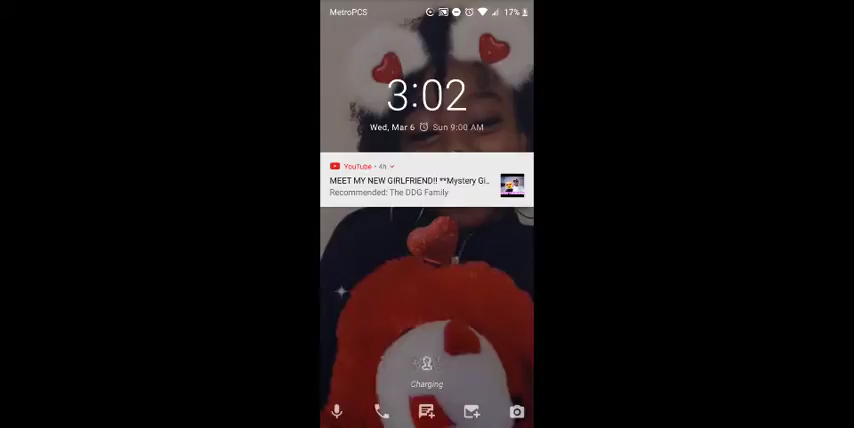 MetroPCS 17%
3:02
Wed, Mar 6 Sun 9:00 AM
YouTube • 4h
MEET MY NEW GIRLFRIEND!! **Mystery Gi..
Recommended: The DDG Family
Charging